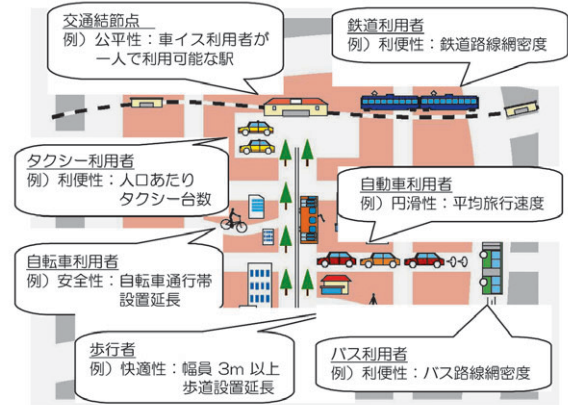 交通結節点
例）公平性：車イス利用者が
一人で利用可能な駅
鉄道利用者
例）利便性：鉄道路線網密度
タクシー利用者
例）利便性：人口あたり
タクシー台数
自動車利用者
例）円滑性：平均旅行速度
自転車利用者
例）安全性：自転車通行帯
設置延長
歩行者
例）快適性：幅員 3m 以上
歩道設置延長
バス利用者
例）利便性：バス路線網密度